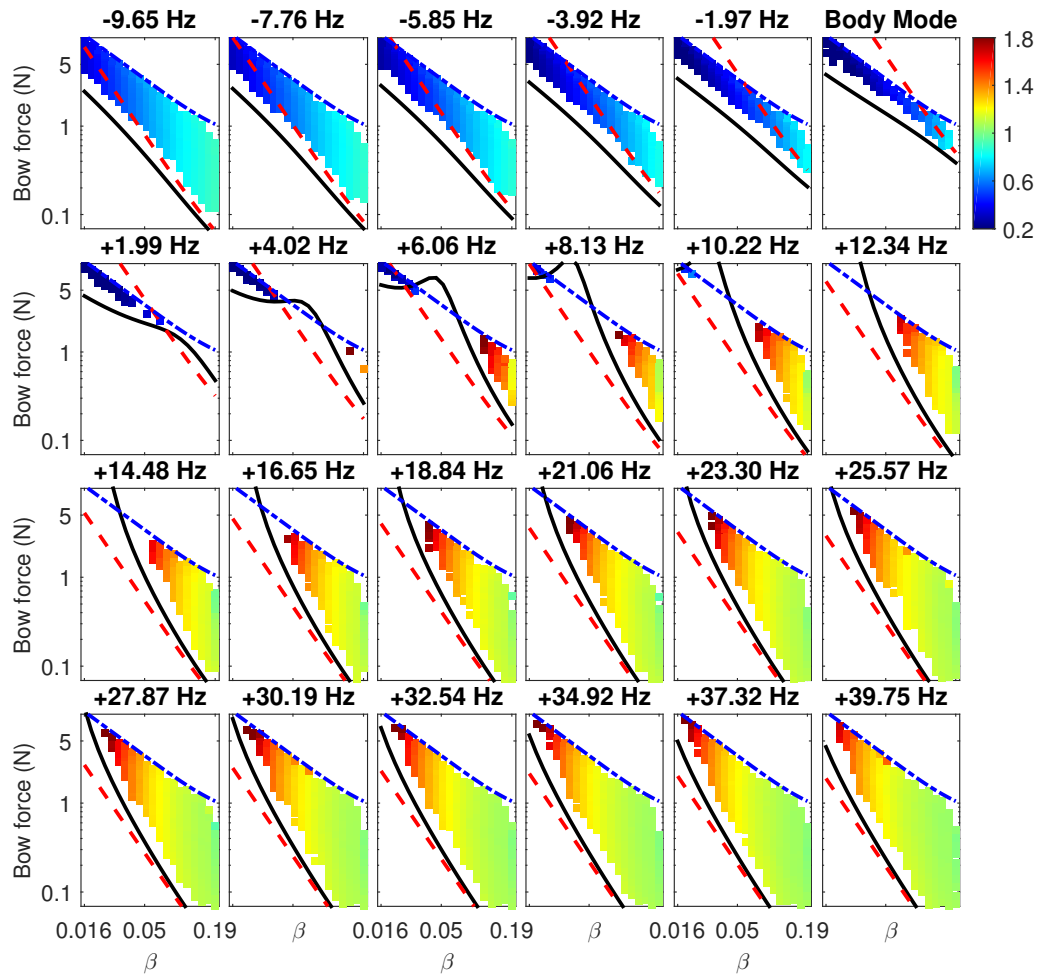 -9.65 Hz -7.76 Hz -5.85 Hz -3.92 Hz -1.97 Hz Body Mode
Bow force (N)
5
1
0.1
1.8
1.4
1
0.6
0.2
+1.99 Hz +4.02 Hz +6.06 Hz +8.13 Hz +10.22 Hz +12.34 Hz
Bow force (N)
5
1
0.1
+14.48 Hz +16.65 Hz +18.84 Hz +21.06 Hz +23.30 Hz +25.57 Hz
Bow force (N)
5
1
0.1
+27.87 Hz +30.19 Hz +32.54 Hz +34.92 Hz +37.32 Hz +39.75 Hz
Bow force (N)
5
1
0.1
0.016 0.05 0.19 β 0.016 0.05 0.19 β 0.016 0.05 0.19 β
β β β